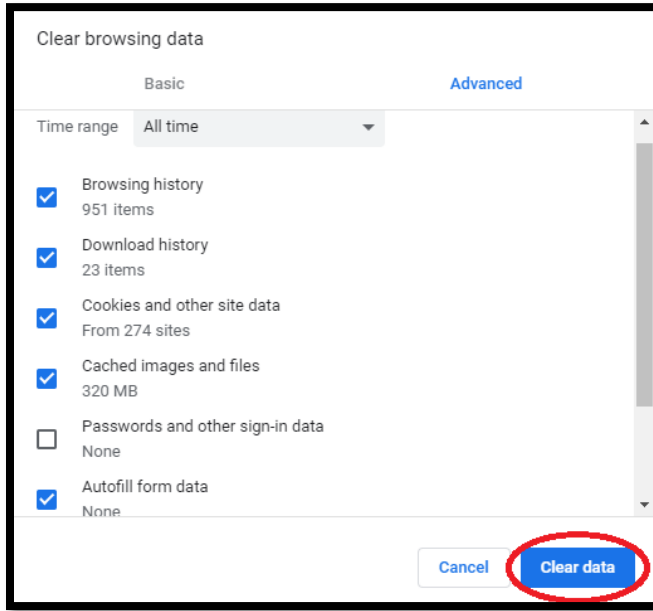 Clear browsing data
Basic Advanced
Time range All time
Browsing history
951 items
Download history
23 items
Cookies and other site data
From 274 sites
Cached images and files
320 MB
Passwords and other sign-in data
None
Autofill form data
None
Cancel Clear data